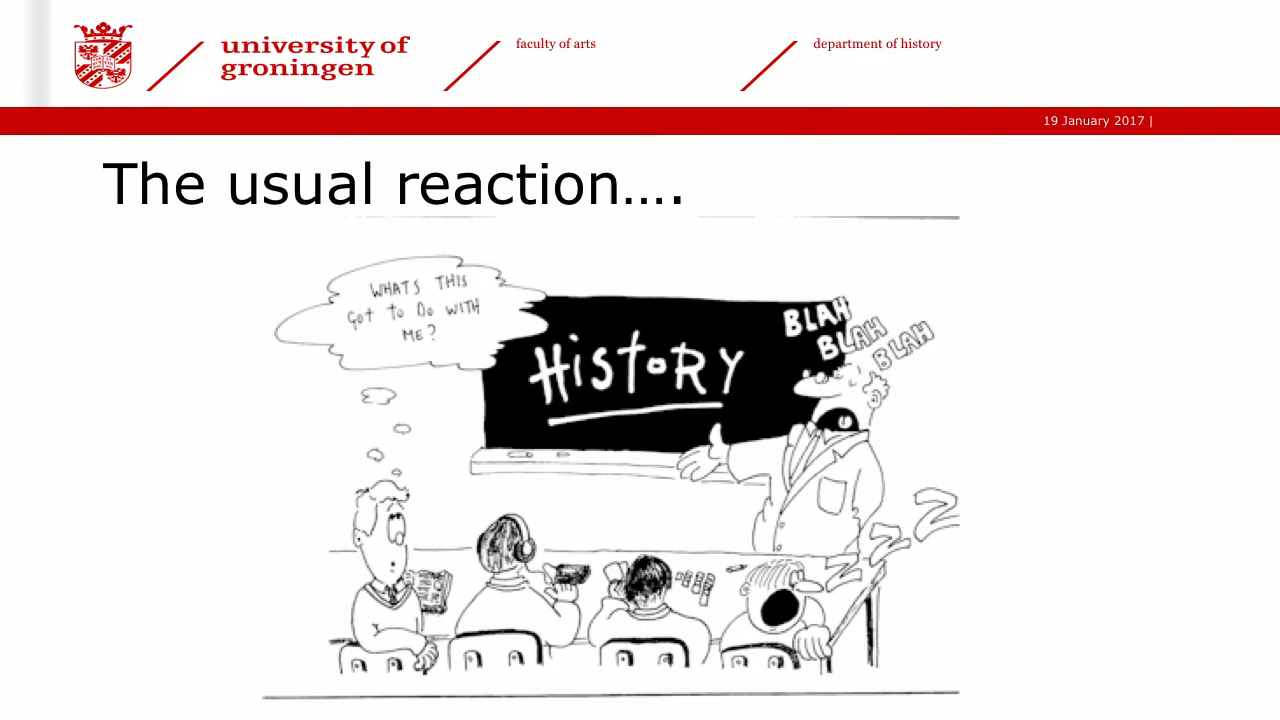 university of
groningen
faculty of arts
department of history
19 January 2017 |
The usual reaction....
WHATS THIS
GOT TO DO WITH
ME?
HISTORY
BLAH
BLAH
BLAH
Z
Z
Z